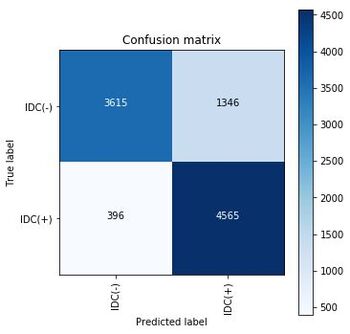 Confusion matrix
True label
IDC(-)
3615 1346
IDC(+)
396 4565
IDC(-) IDC(+)
Predicted label
4500
4000
3500
3000
2500
2000
1500
1000
500